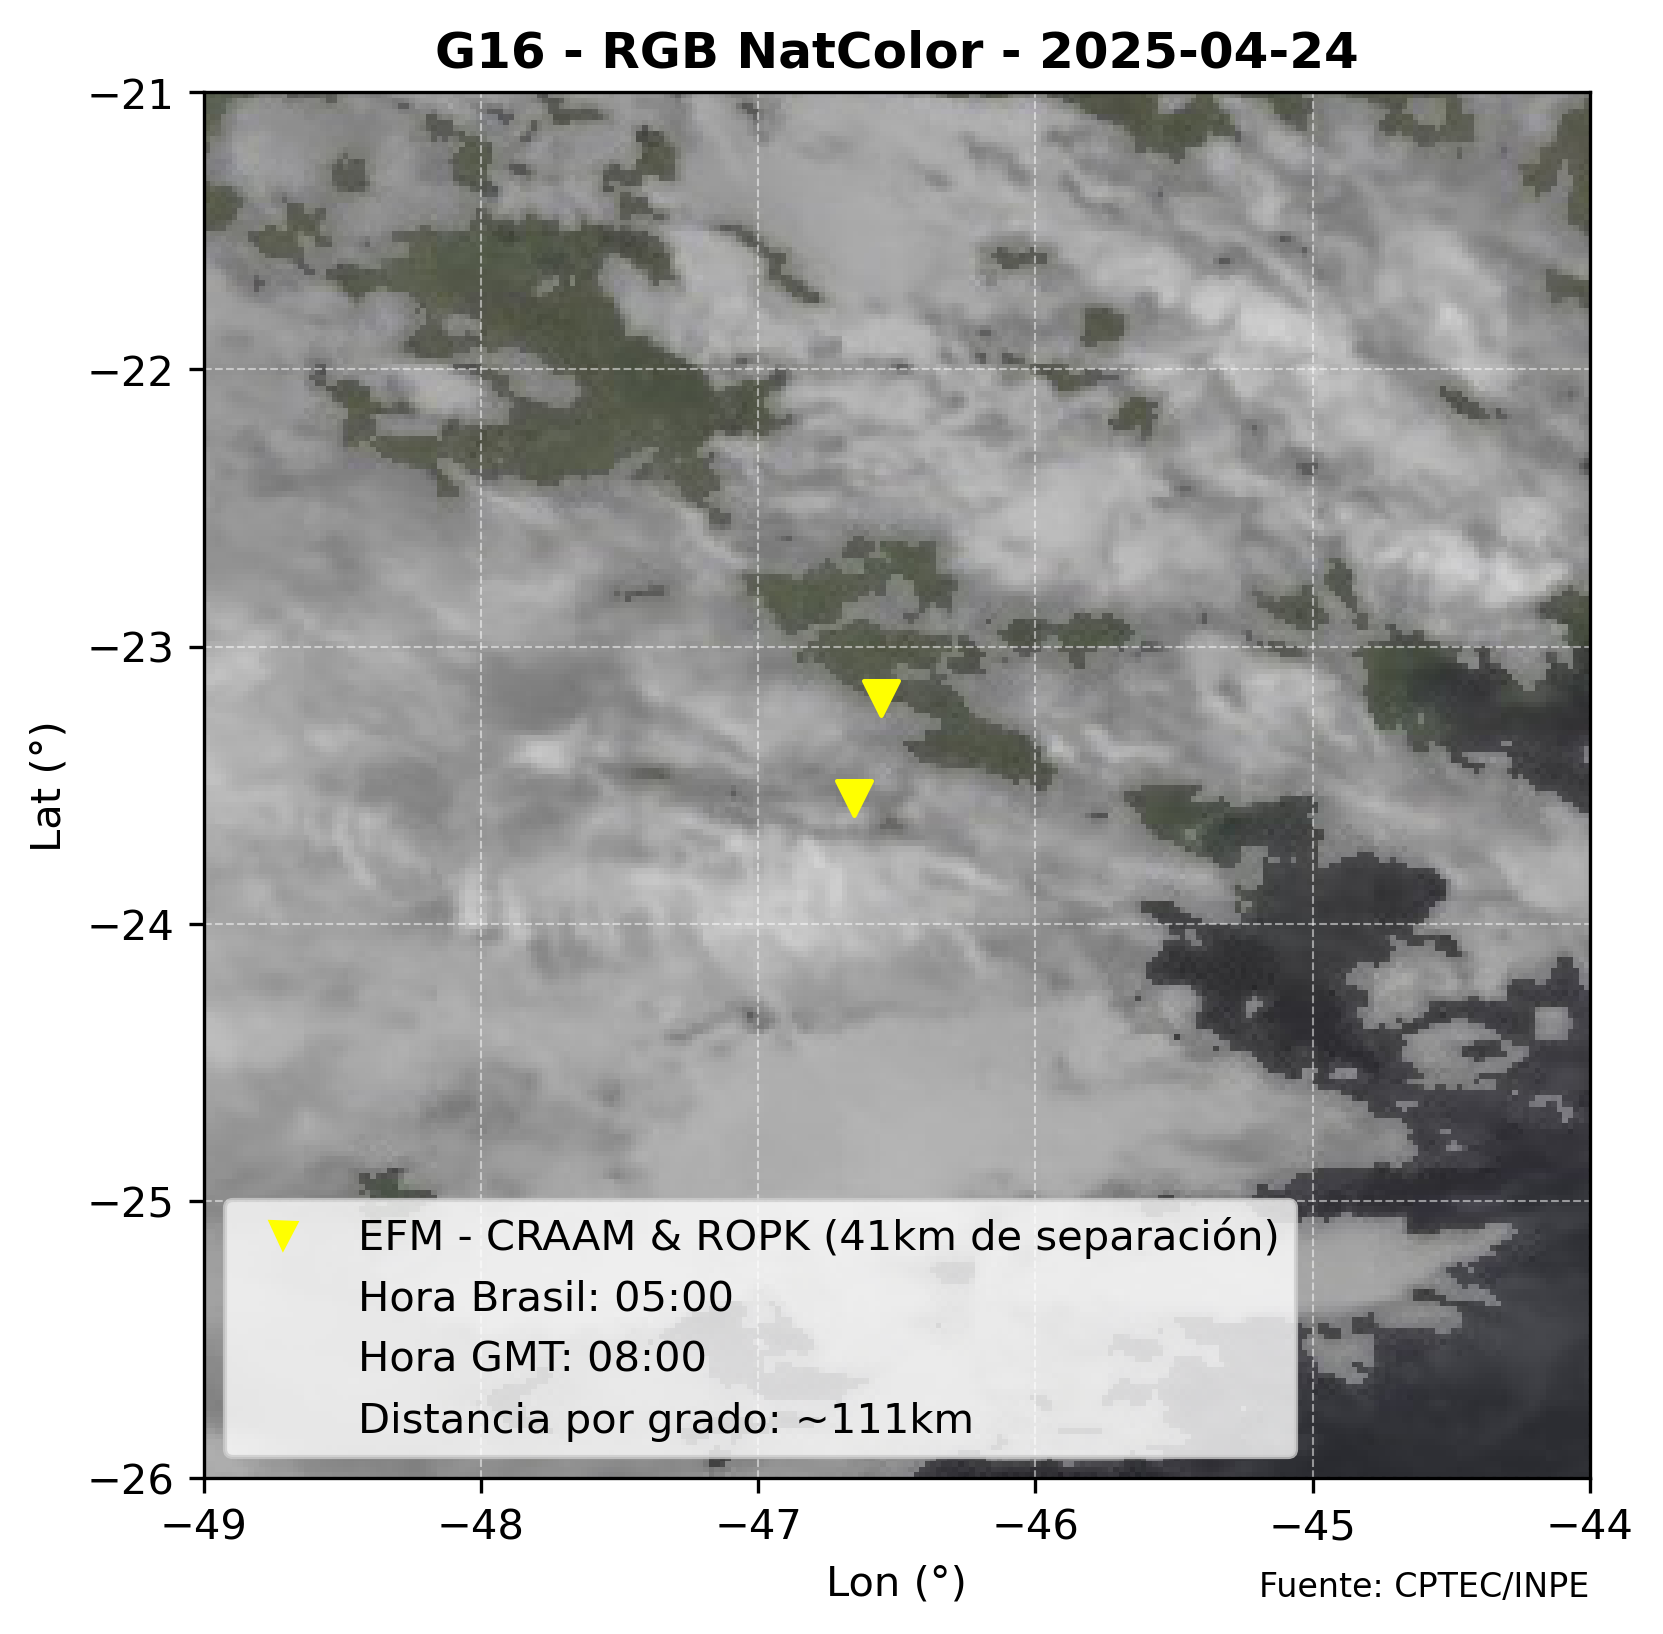 G16 - RGB NatColor - 2025-04-24
−21
−22
−23
−24
−25
−26
Lat (°)
EFM - CRAAM & ROPK (41km de separación)
Hora Brasil: 05:00
Hora GMT: 08:00
Distancia por grado: ~111km
−49 −48 −47 −46 −45 −44
Lon (°)
Fuente: CPTEC/INPE